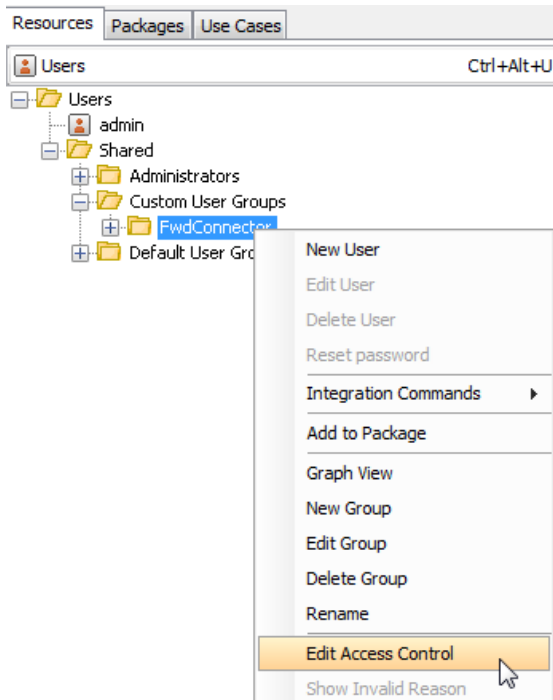 Resources Packages Use Cases
Users Ctrl+Alt+U
Users
admin
Shared
Administrators
Custom User Groups
FwdConnector
Default User Gro
New User
Edit User
Delete User
Reset password
Integration Commands
Add to Package
Graph View
New Group
Edit Group
Delete Group
Rename
Edit Access Control
Show Invalid Reason